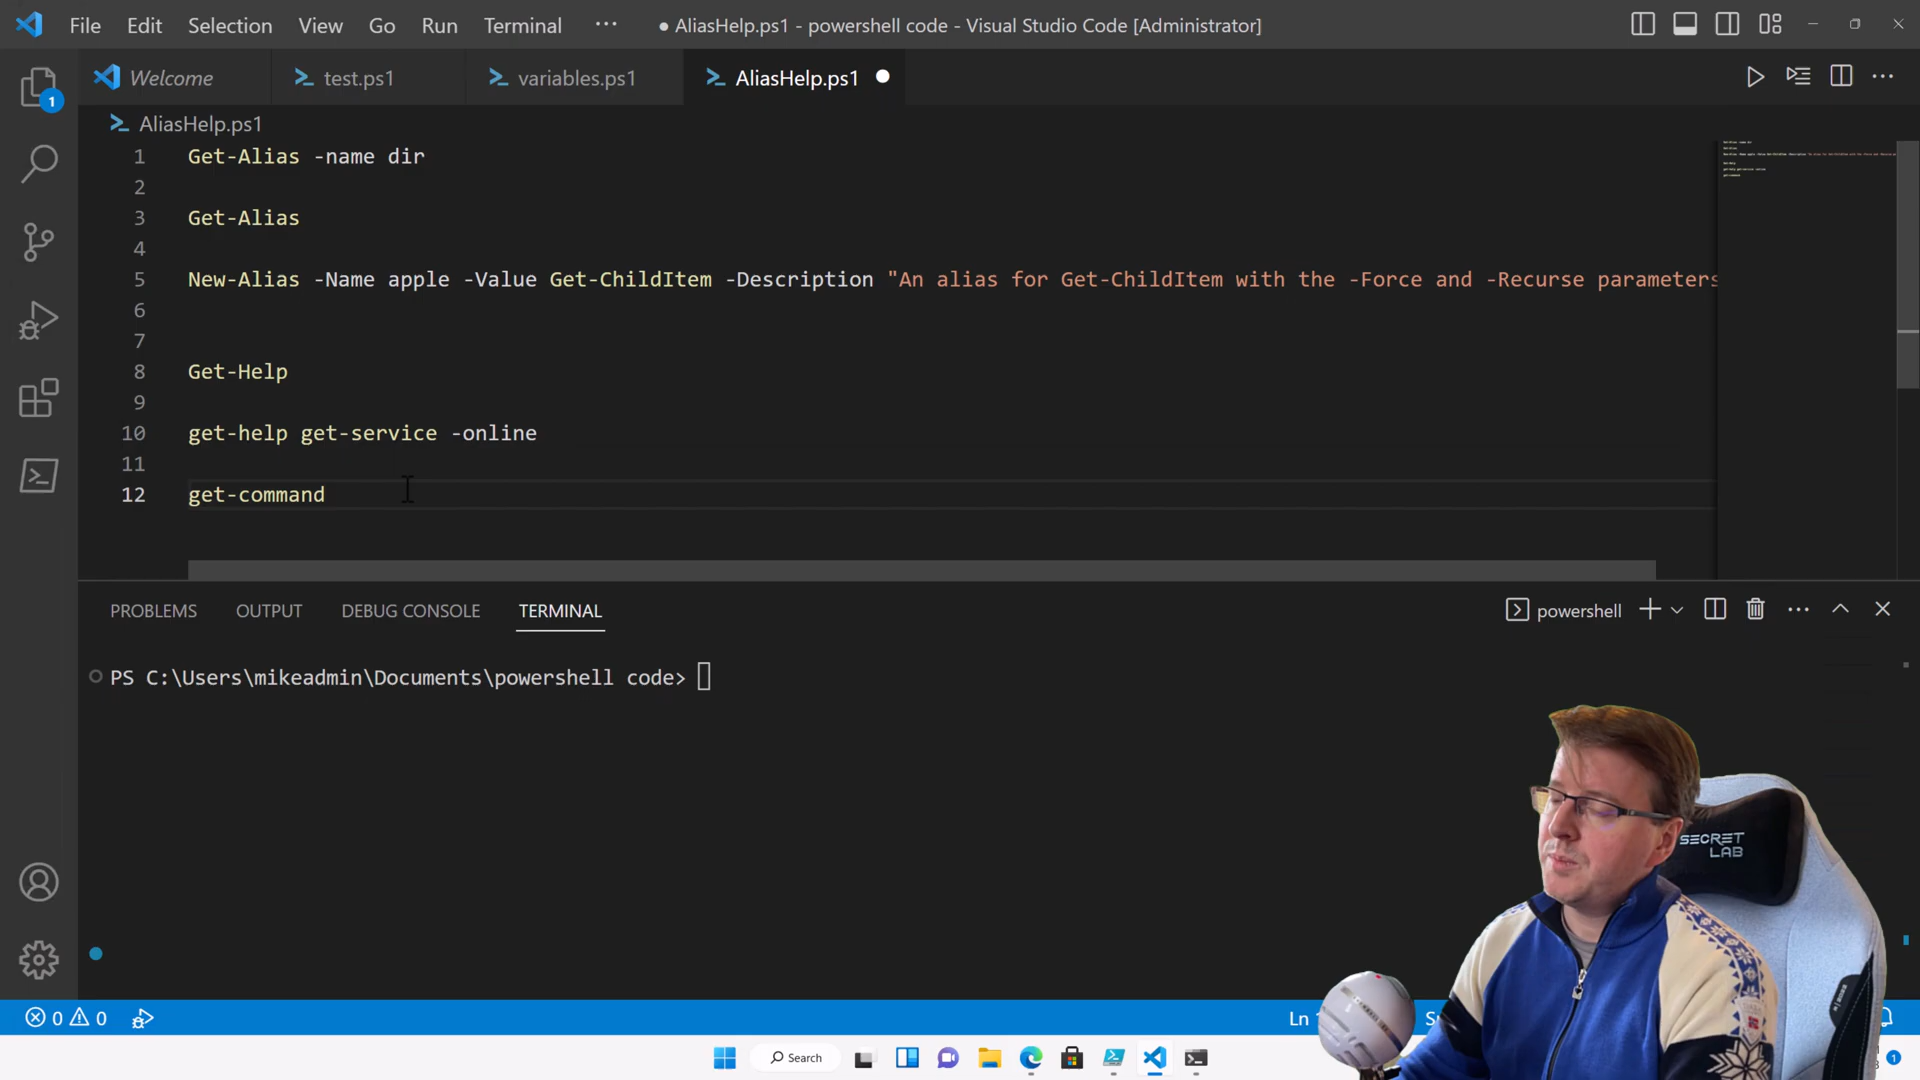 File Edit Selection View Go Run Terminal ··· ● AliasHelp.ps1 - powershell code - Visual Studio Code [Administrator]
Welcome test.ps1 variables.ps1 AliasHelp.ps1
1
AliasHelp.ps1
1 Get-Alias -name dir
2
3 Get-Alias
4
5 New-Alias -Name apple -Value Get-ChildItem -Description "An alias for Get-ChildItem with the -Force and -Recurse parameters
6
7
8 Get-Help
9
10 get-help get-service -online
11
12 get-command
PROBLEMS OUTPUT DEBUG CONSOLE TERMINAL powershell
PS C:\Users\mikeadmin\Documents\powershell code>
SECRET
LAB
0 0 Ln
Search 1